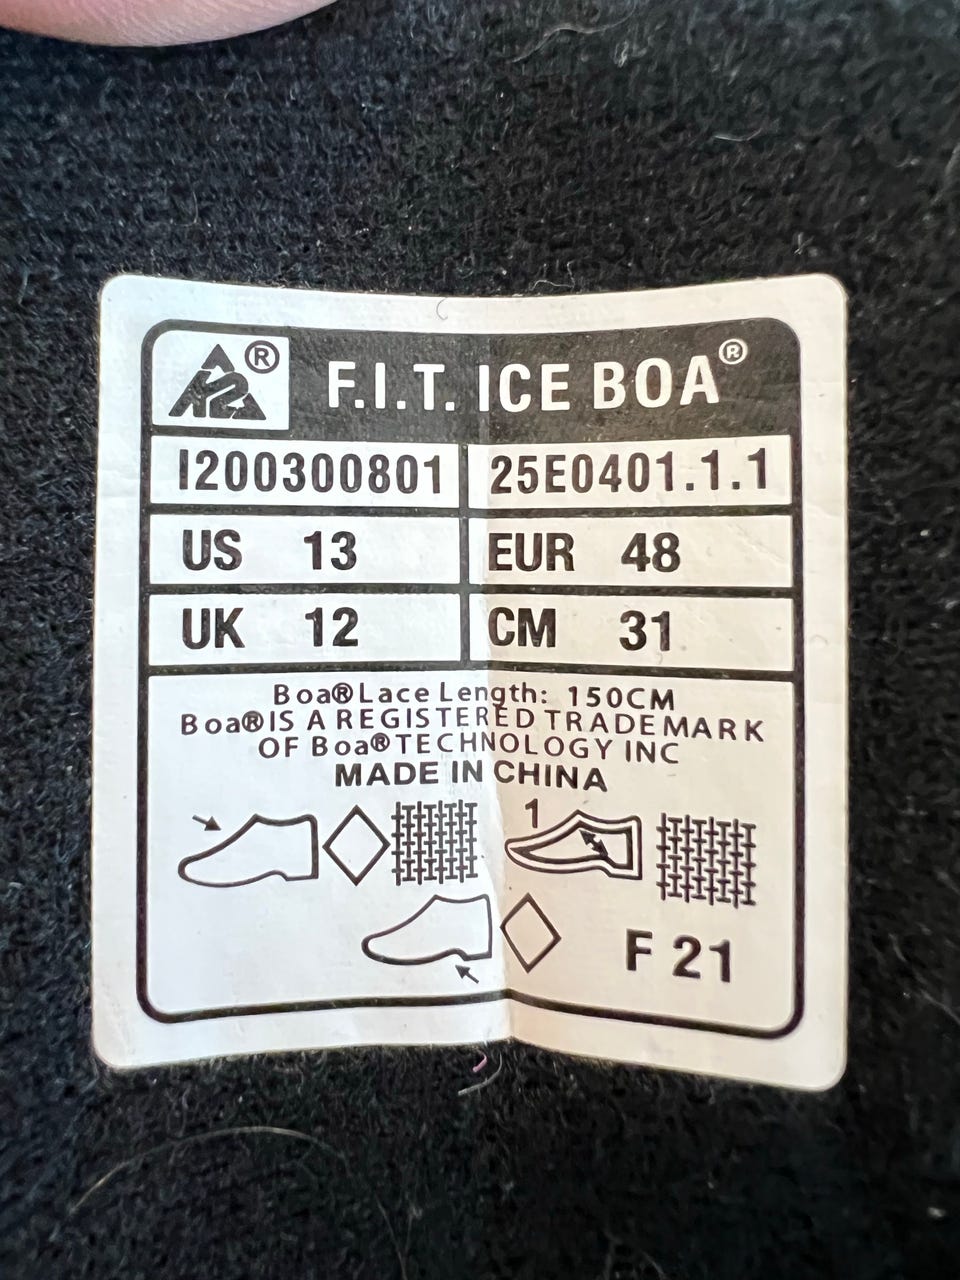 K2® F.I.T. ICE BOA®
I200300801 25E0401.1.1
US 13 EUR 48
UK 12 CM 31
Boa® Lace Length: 150CM
Boa® IS A REGISTERED TRADEMARK
OF Boa® TECHNOLOGY INC
MADE IN CHINA
1
F 21